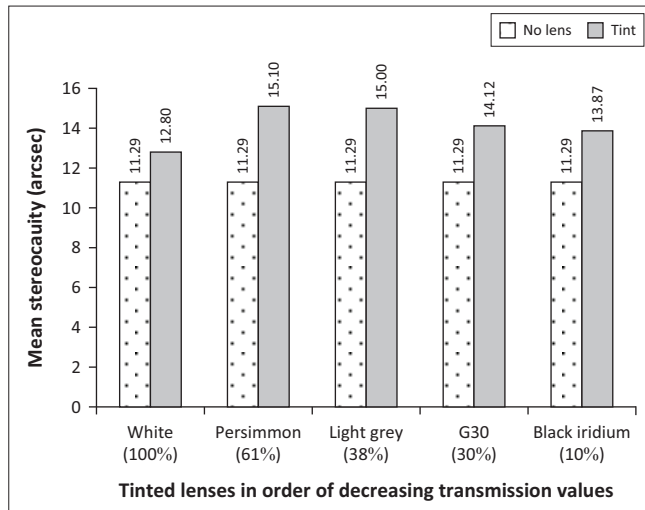 No lens Tint
Mean stereocauity (arcsec)
16
14
12
10
8
6
4
2
0
11.29 12.80 11.29 15.10 11.29 15.00 11.29 14.12 11.29 13.87
White Persimmon Light grey G30 Black iridium
(100%) (61%) (38%) (30%) (10%)
Tinted lenses in order of decreasing transmission values